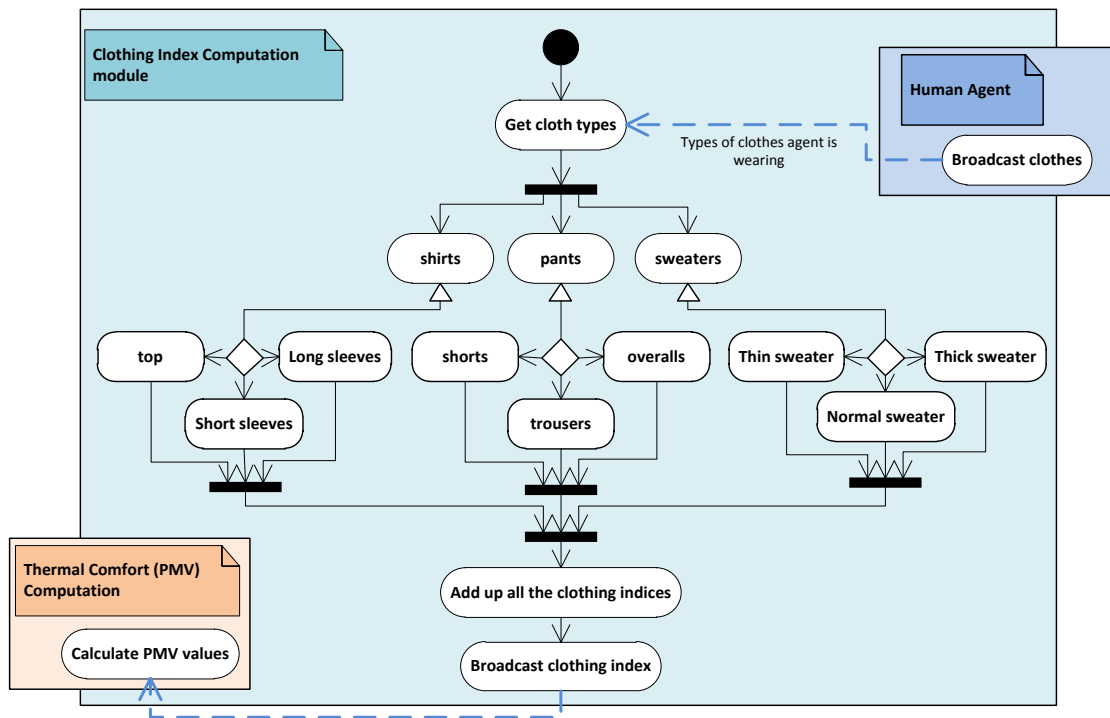 Clothing Index Computation
module
Human Agent
Get cloth types
Types of clothes agent is
wearing
Broadcast clothes
shirts
pants
sweaters
top
Long sleeves
shorts
overalls
Thin sweater
Thick sweater
Short sleeves
trousers
Normal sweater
Thermal Comfort (PMV)
Computation
Add up all the clothing indices
Calculate PMV values
Broadcast clothing index